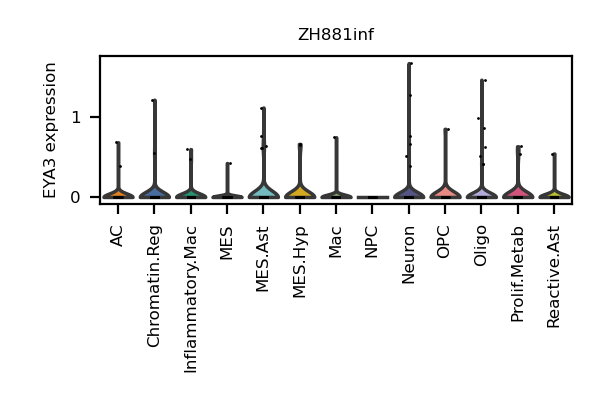 ZH881inf
EYA3 expression
1
0
AC
Chromatin.Reg
Inflammatory.Mac
MES
MES.Ast
MES.Hyp
Mac
NPC
Neuron
OPC
Oligo
Prolif.Metab
Reactive.Ast